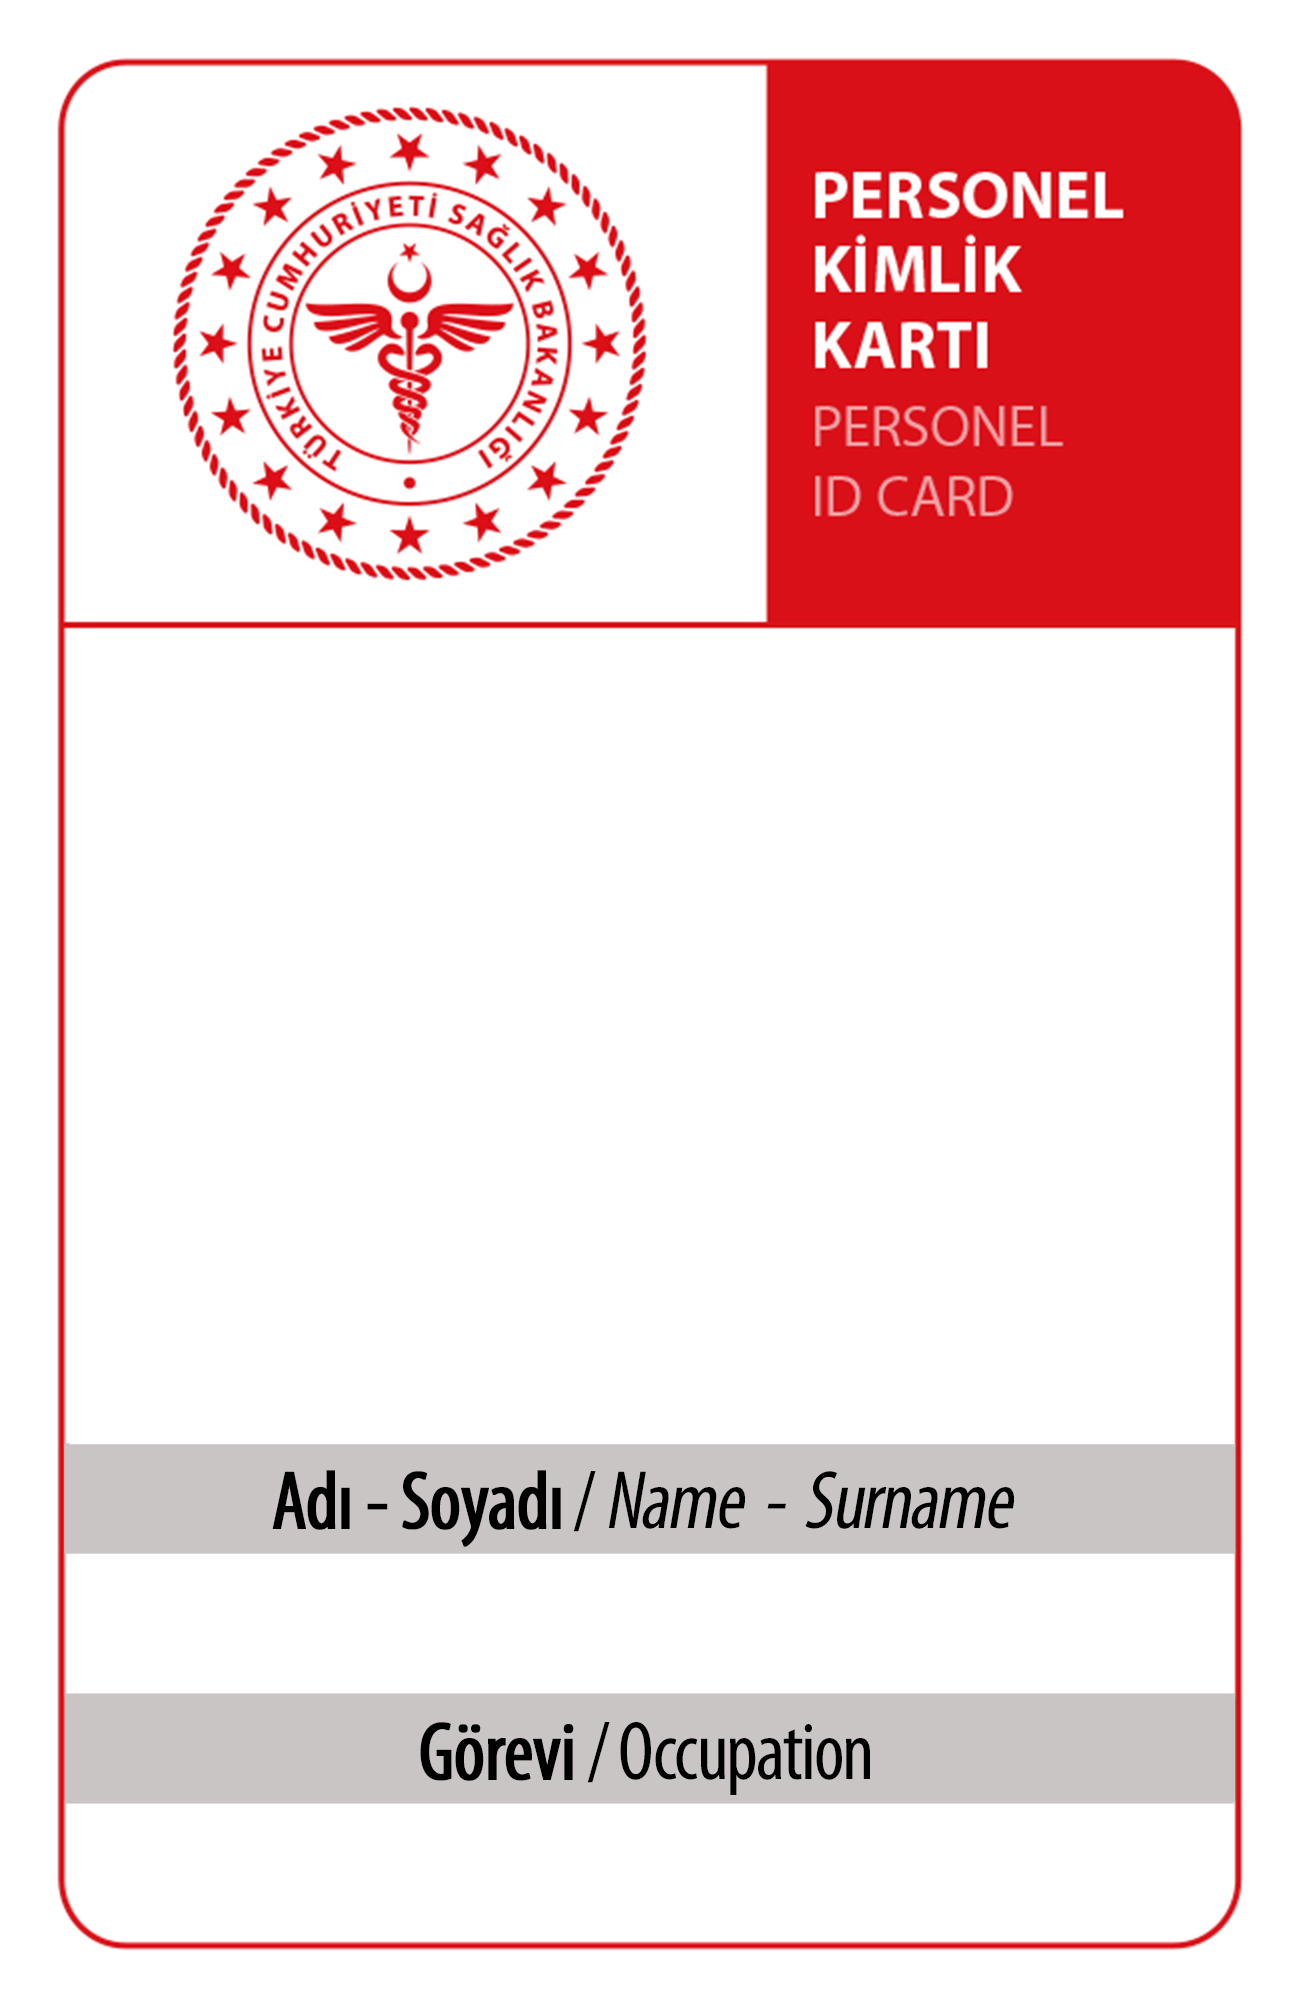 TÜRKİYE CUMHURİYETİ SAĞLIK BAKANLIĞI
PERSONEL
KİMLİK
KARTI
PERSONEL
ID CARD
Adı - Soyadı / Name - Surname
Görevi / Occupation